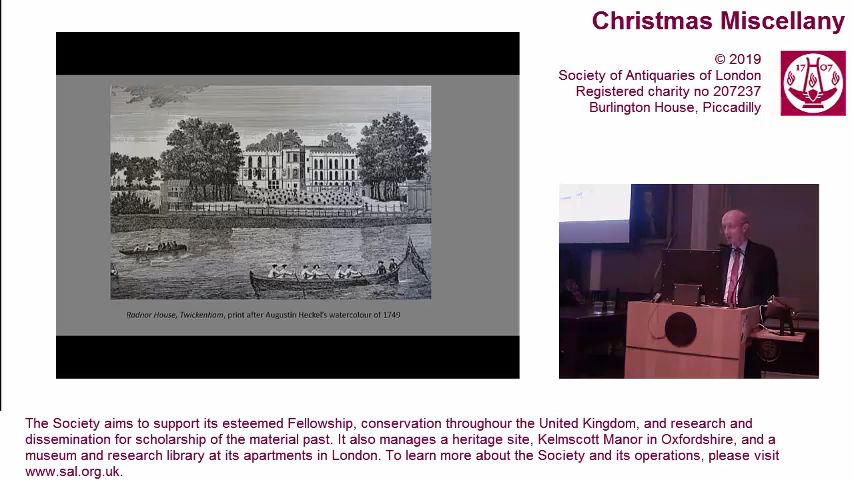 Christmas Miscellany
© 2019
Society of Antiquaries of London
Registered charity no 207237
Burlington House, Piccadilly
17 07
Radnor House, Twickenham, print after Augustin Heckel's watercolour of 1749
The Society aims to support its esteemed Fellowship, conservation throughour the United Kingdom, and research and
dissemination for scholarship of the material past. It also manages a heritage site, Kelmscott Manor in Oxfordshire, and a
museum and research library at its apartments in London. To learn more about the Society and its operations, please visit
www.sal.org.uk.